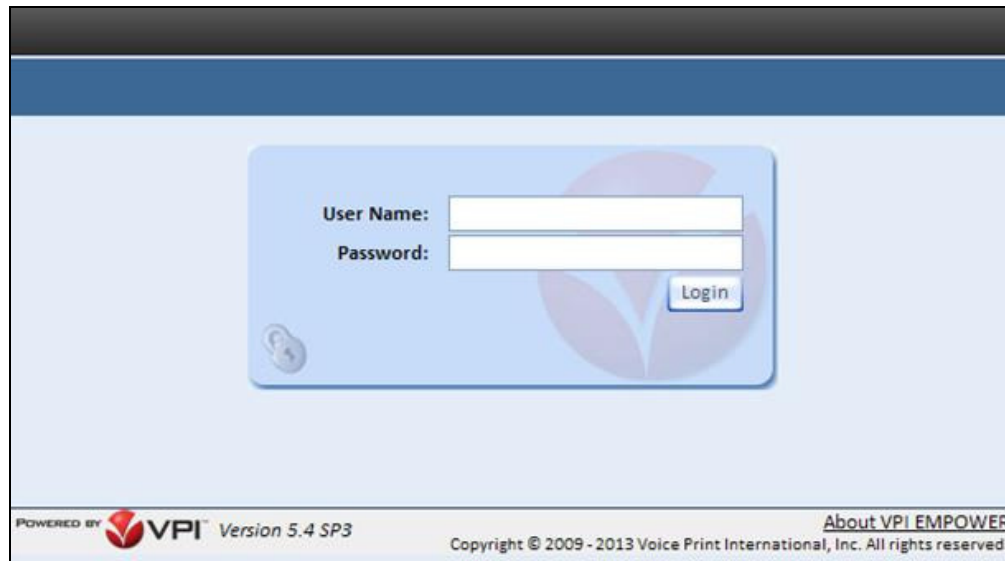 User Name:
Password:
Login
POWERED BY VPI Version 5.4 SP3
About VPI EMPOWER
Copyright © 2009 - 2013 Voice Print International, Inc. All rights reserved